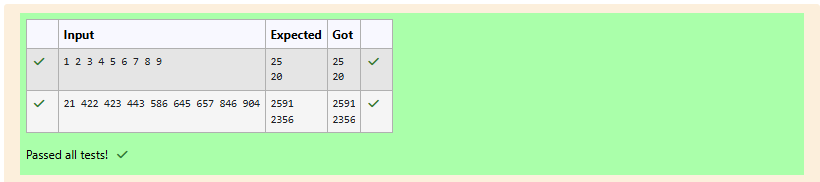 Input Expected Got
1 2 3 4 5 6 7 8 9 25 25
20 20
21 422 423 443 586 645 657 846 904 2591 2591
2356 2356
Passed all tests!